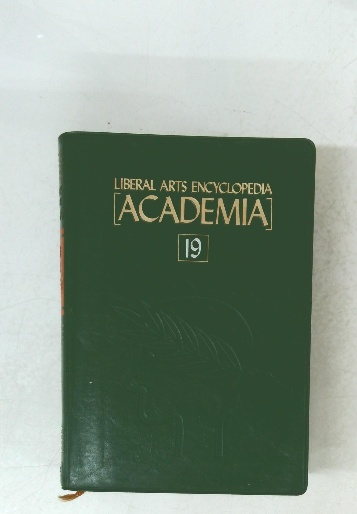 LIBERAL ARTS ENCYCLOPEDIA
[ACADEMIA]
19